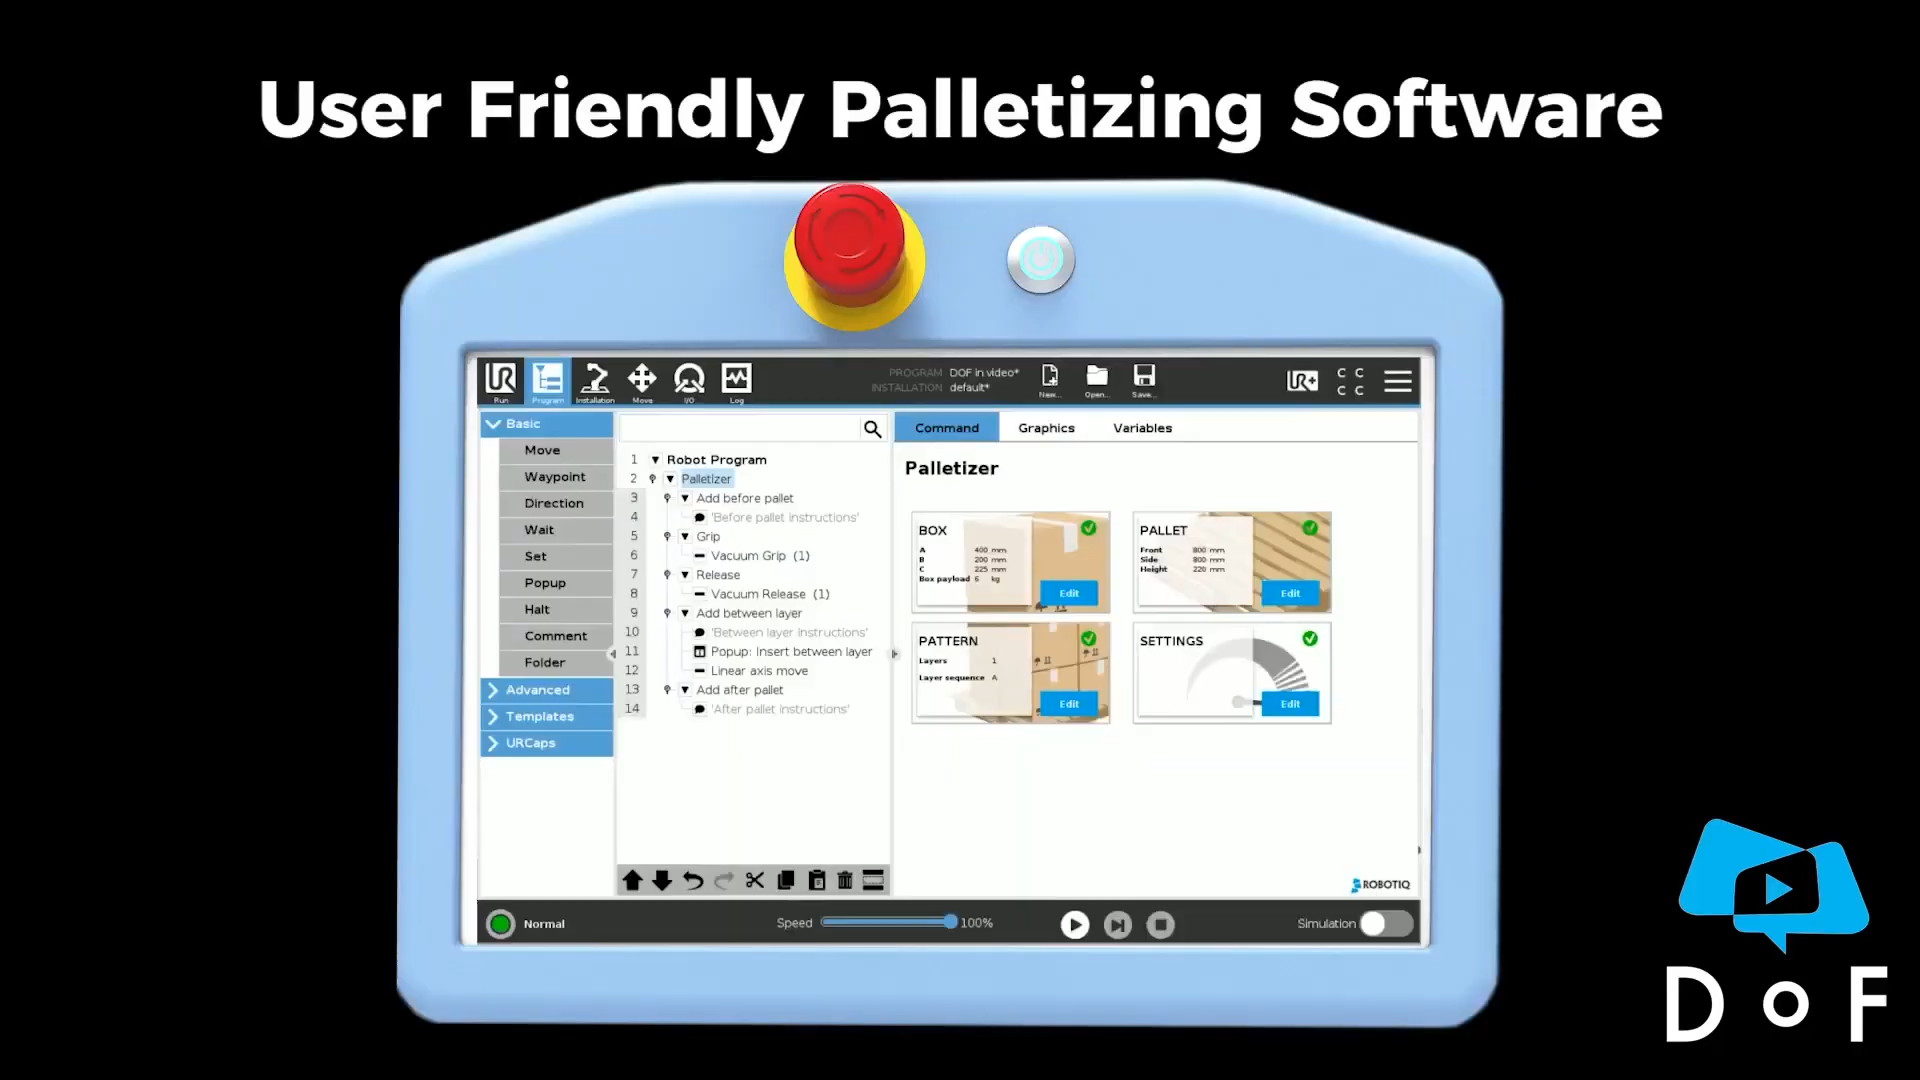 User Friendly Palletizing Software
UR
Run
Program
Installation
Move
I/O
Log
PROGRAM DOF in video*
INSTALLATION default*
New...
Open...
Save...
UR+
C C
C C
Basic
Move
Waypoint
Direction
Wait
Set
Popup
Halt
Comment
Folder
Advanced
Templates
URCaps
1 Robot Program
2 Palletizer
3 Add before pallet
4 'Before pallet instructions'
5 Grip
6 Vacuum Grip (1)
7 Release
8 Vacuum Release (1)
9 Add between layer
10 'Between layer instructions'
11 Popup: Insert between layer
12 Linear axis move
13 Add after pallet
14 'After pallet instructions'
Command Graphics Variables
Palletizer
BOX
A 400 mm
B 200 mm
C 225 mm
Box payload 6 kg
Edit
PALLET
Front 800 mm
Side 800 mm
Height 220 mm
Edit
PATTERN
Layers 1
Layer sequence A
Edit
SETTINGS
Edit
ROBOTIQ
Normal
Speed 100%
Simulation
DoF